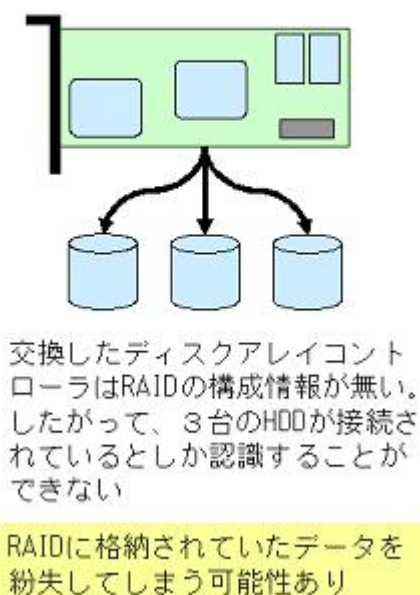 交換したディスクアレイコント
ローラはRAIDの構成情報が無い。
したがって、３台のHDDが接続さ
れているとしか認識することが
できない
RAIDに格納されていたデータを
紛失してしまう可能性あり